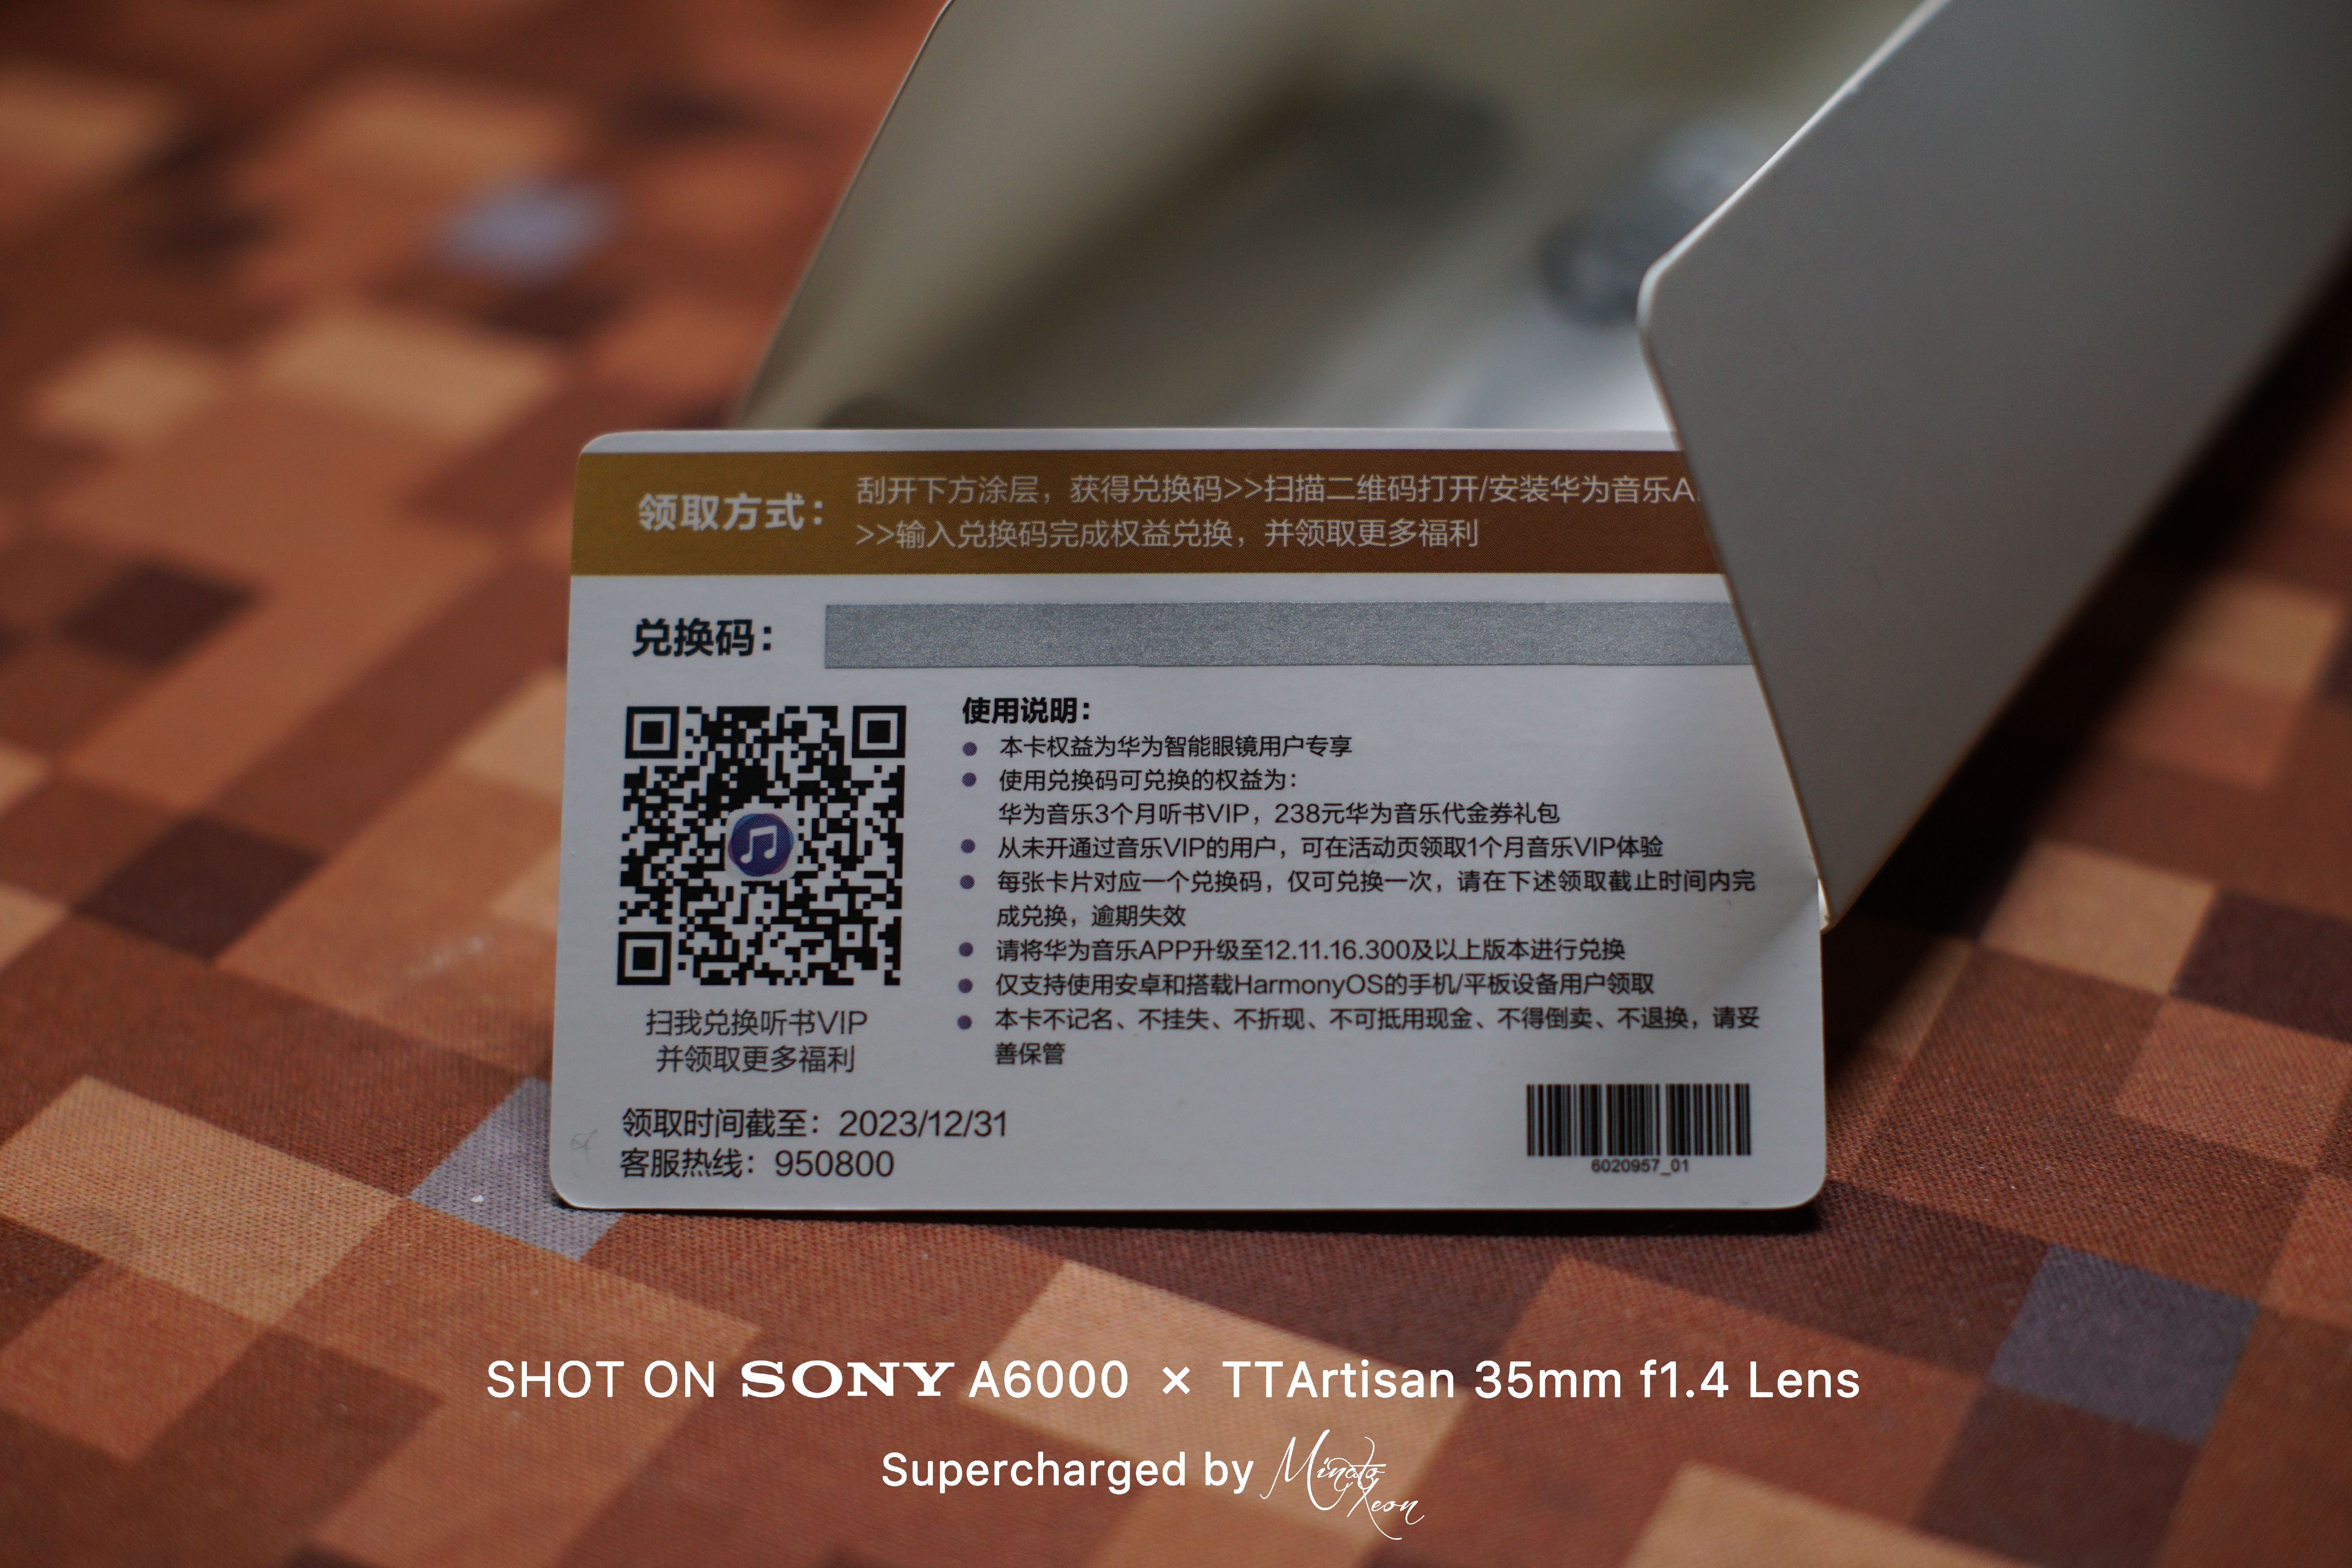 领取方式：
刮开下方涂层，获得兑换码>>扫描二维码打开/安装华为音乐A
>>输入兑换码完成权益兑换，并领取更多福利
兑换码：
使用说明：
本卡权益为华为智能眼镜用户专享
使用兑换码可兑换的权益为：
华为音乐3个月听书VIP，238元华为音乐代金券礼包
从未开通过音乐VIP的用户，可在活动页领取1个月音乐VIP体验
每张卡片对应一个兑换码，仅可兑换一次，请在下述领取截止时间内完
成兑换，逾期失效
请将华为音乐APP升级至12.11.16.300及以上版本进行兑换
仅支持使用安卓和搭载HarmonyOS的手机/平板设备用户领取
本卡不记名、不挂失、不折现、不可抵用现金、不得倒卖、不退换，请妥
善保管
扫我兑换听书VIP
并领取更多福利
领取时间截至：2023/12/31
客服热线：950800
6020957_01
SHOT ON SONY A6000 × TTArtisan 35mm f1.4 Lens
Supercharged by Minato Xeon